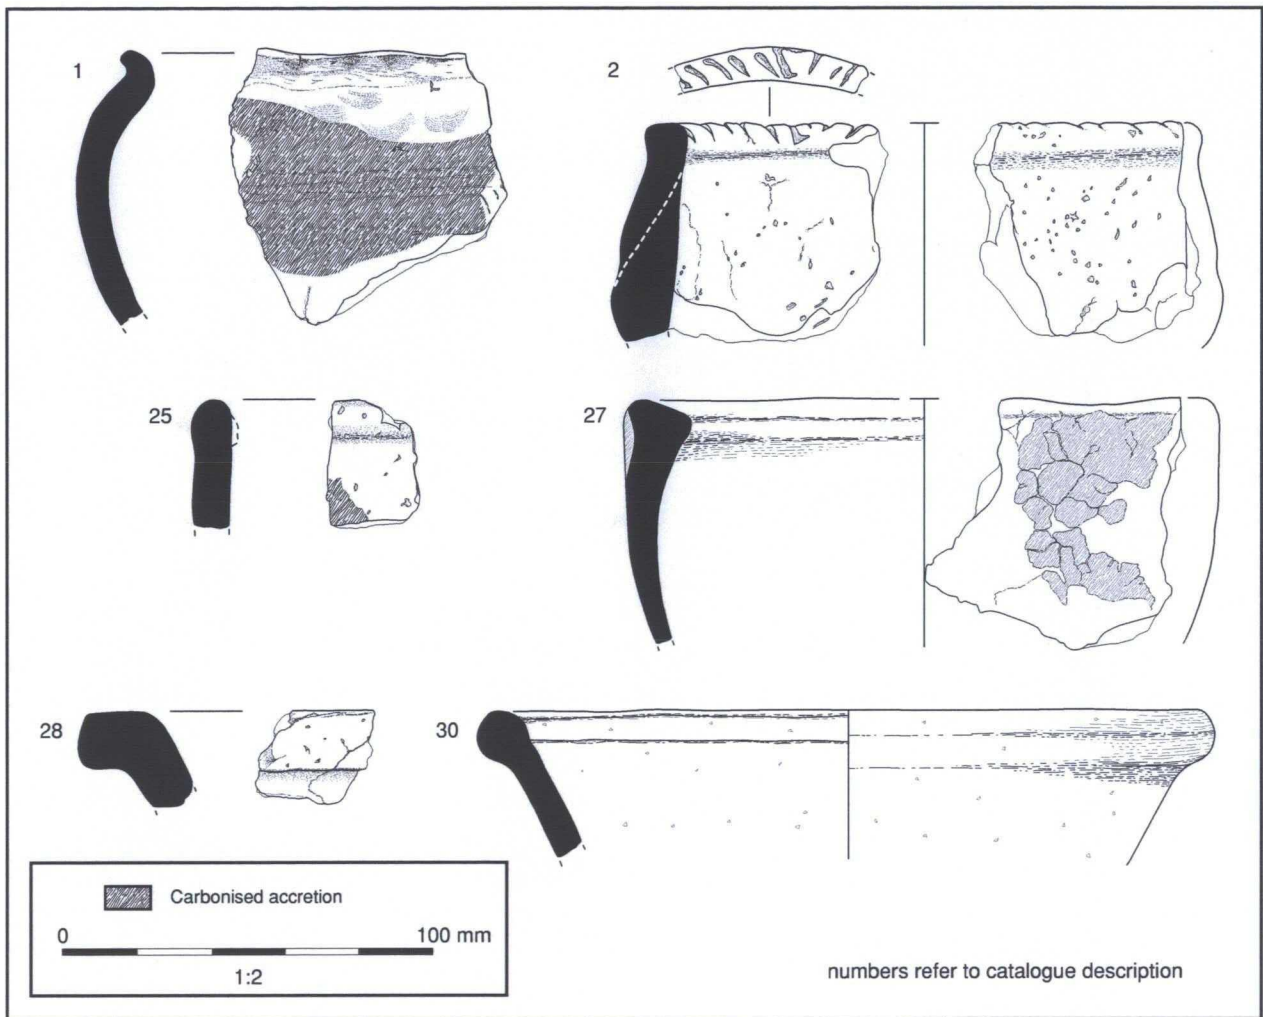 1
2
25
27
28
30
Carbonised accretion
0 100 mm
1:2
numbers refer to catalogue description